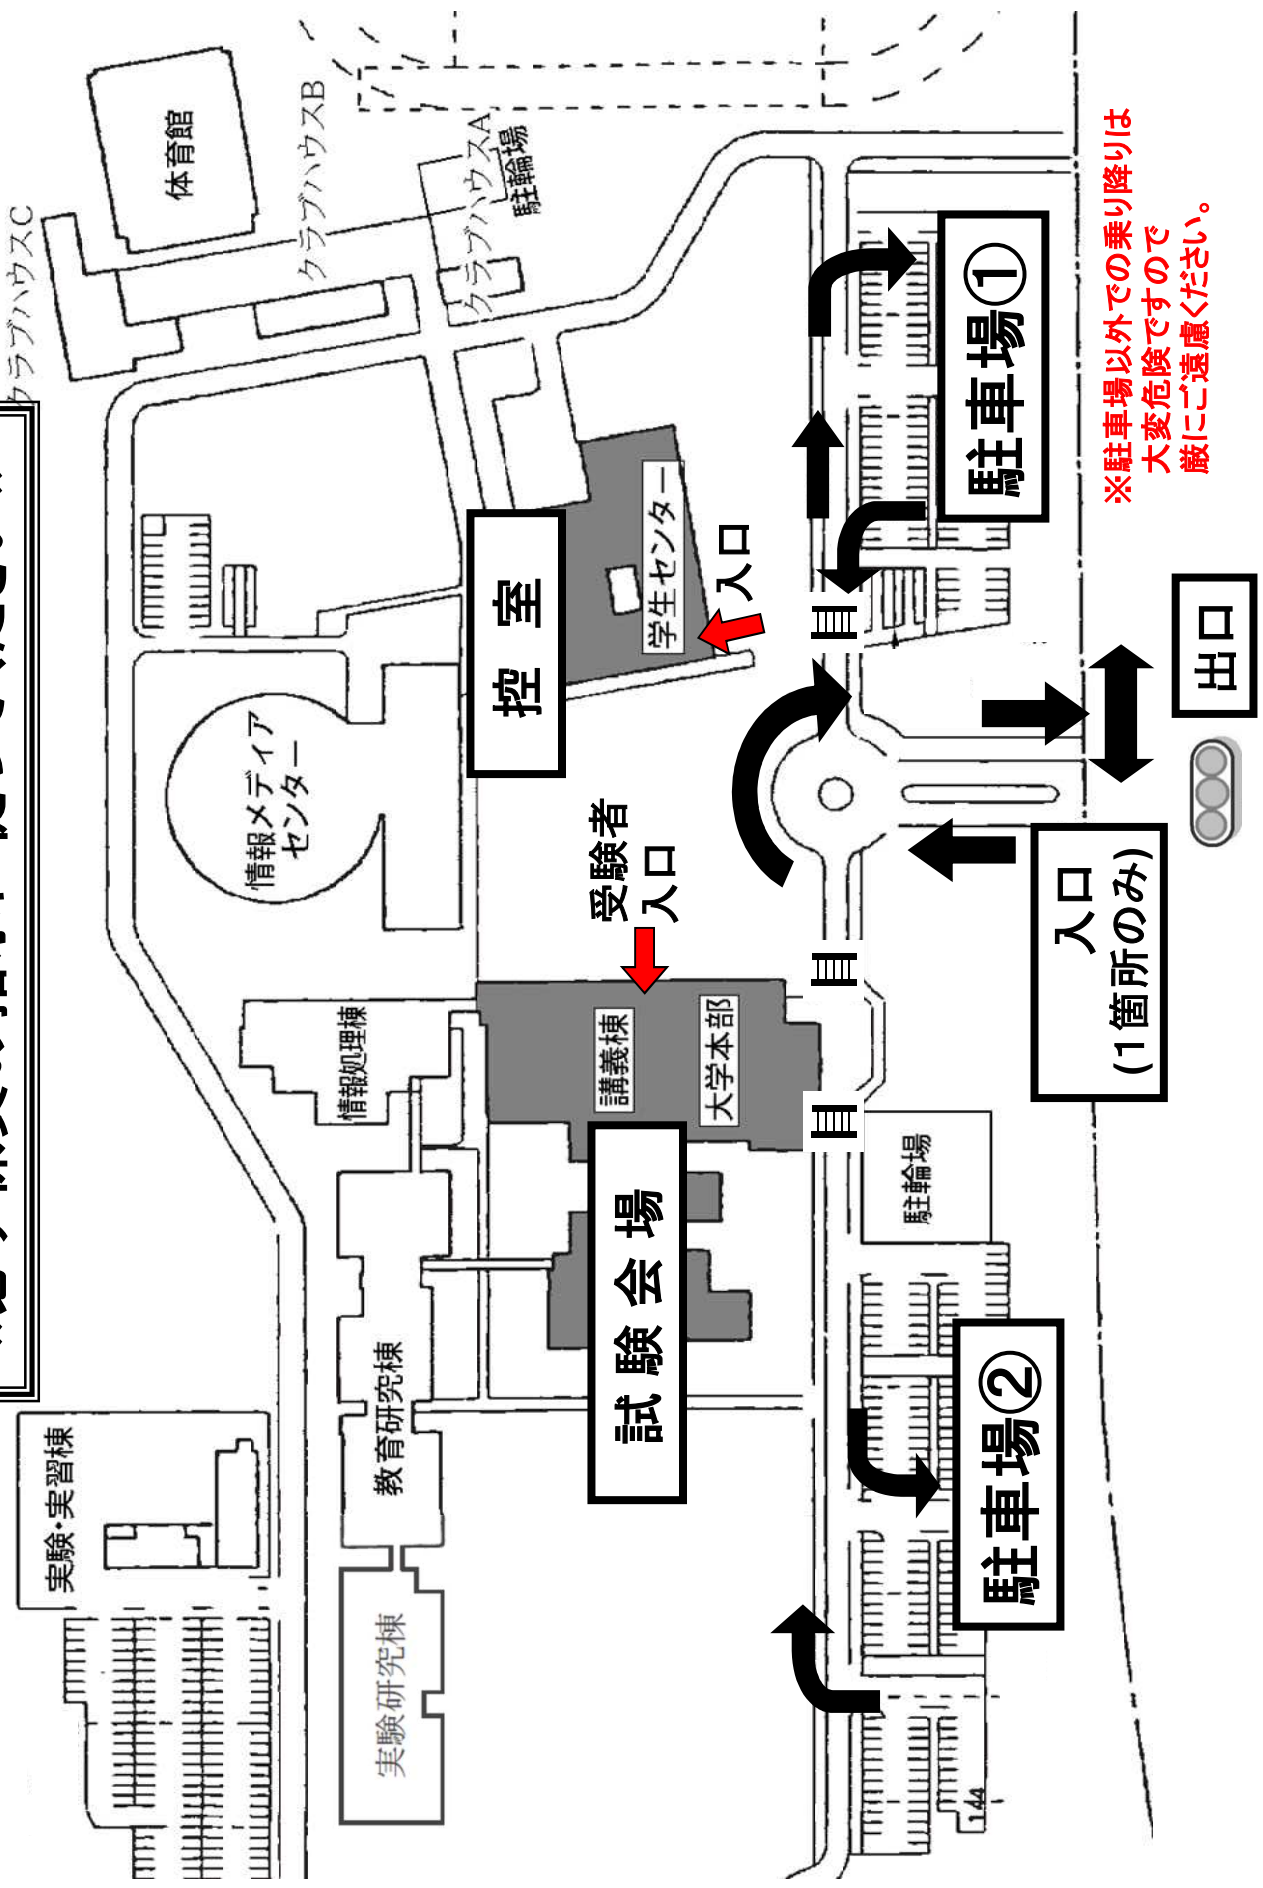 クラブハウスC
体育館
クラブハウスB
クラブハウスA
駐輪場
※駐車場以外での乗り降りは
大変危険ですので
厳にご遠慮ください。
駐車場①
学生センター
入口
控 室
出口
情報メディア
センター
受験者
入口
入口
(1箇所のみ)
情報処理棟
講義棟
大学本部
試 験 会 場
駐輪場
教育研究棟
駐車場②
実験・実習棟
実験研究棟
144